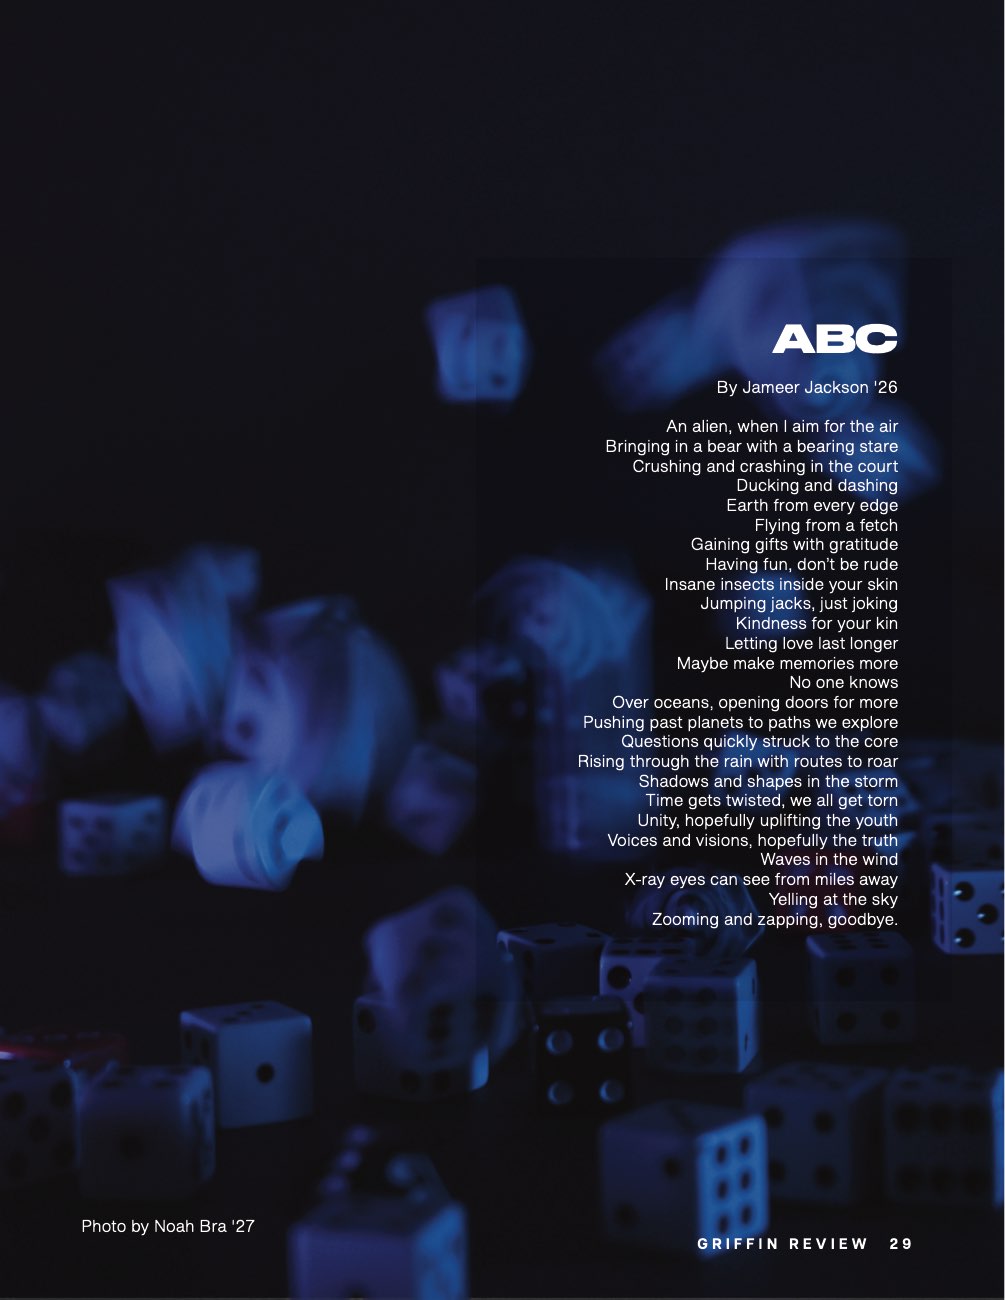 ABC
By Jameer Jackson '26
An alien, when I aim for the air
Bringing in a bear with a bearing stare
Crushing and crashing in the court
Ducking and dashing
Earth from every edge
Flying from a fetch
Gaining gifts with gratitude
Having fun, don’t be rude
Insane insects inside your skin
Jumping jacks, just joking
Kindness for your kin
Letting love last longer
Maybe make memories more
No one knows
Over oceans, opening doors for more
Pushing past planets to paths we explore
Questions quickly struck to the core
Rising through the rain with routes to roar
Shadows and shapes in the storm
Time gets twisted, we all get torn
Unity, hopefully uplifting the youth
Voices and visions, hopefully the truth
Waves in the wind
X-ray eyes can see from miles away
Yelling at the sky
Zooming and zapping, goodbye.
Photo by Noah Bra '27
GRIFFIN REVIEW 29